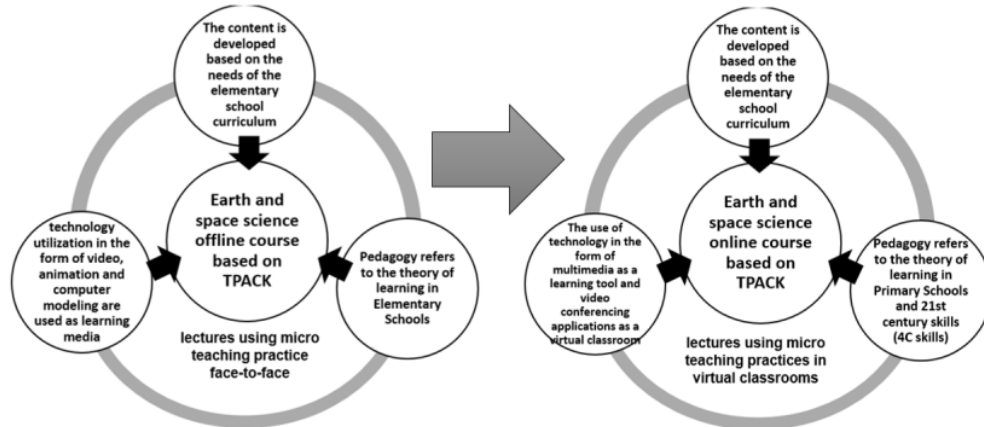 The content is
developed
based on the
needs of the
elementary
school
curriculum
Earth and
space science
offline course
based on
TPACK
technology
utilization in the
form of video,
animation and
computer
modeling are
used as learning
media
Pedagogy refers
to the theory of
learning in
Elementary
Schools
lectures using micro
teaching practice
face-to-face
The content is
developed
based on the
needs of the
elementary
school
curriculum
Earth and
space science
online course
based on
TPACK
The use of
technology in the
form of
multimedia as a
learning tool and
video
conferencing
applications as a
virtual classroom
Pedagogy refers
to the theory of
learning in
Primary Schools
and 21st
century skills
(4C skills)
lectures using micro
teaching practices in
virtual classrooms